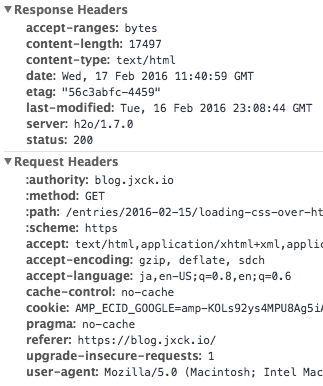 ▼Response Headers
accept-ranges: bytes
content-length: 17497
content-type: text/html
date: Wed, 17 Feb 2016 11:40:59 GMT
etag: "56c3abfc-4459"
last-modified: Tue, 16 Feb 2016 23:08:44 GMT
server: h2o/1.7.0
status: 200
▼Request Headers
:authority: blog.jxck.io
:method: GET
:path: /entries/2016-02-15/loading-css-over-ht
:scheme: https
accept: text/html,application/xhtml+xml,applic
accept-encoding: gzip, deflate, sdch
accept-language: ja,en-US;q=0.8,en;q=0.6
cache-control: no-cache
cookie: AMP_ECID_GOOGLE=amp-KOLs92ys4MPU8Ag5iA
pragma: no-cache
referer: https://blog.jxck.io/
upgrade-insecure-requests: 1
user-agent: Mozilla/5.0 (Macintosh; Intel Mac